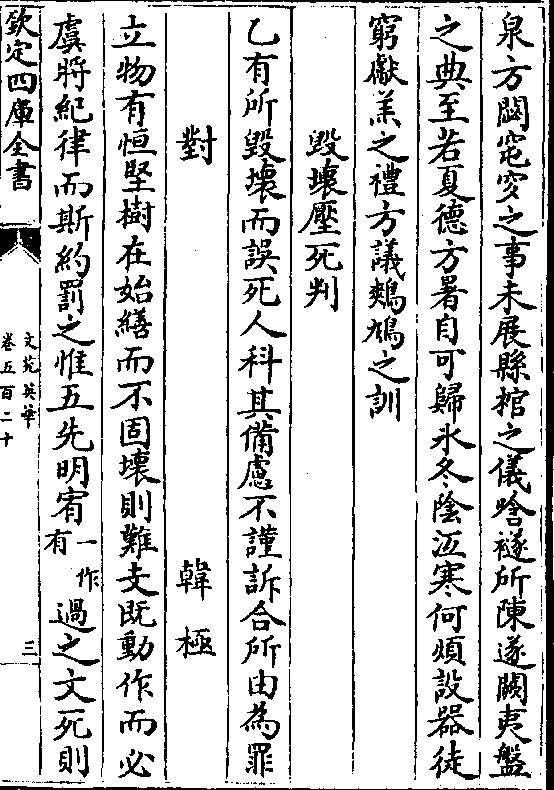 泉方闕窀穸之事未展縣棺之儀唅襚所陳遂闕夷盤
之典至若夏德方署自可歸氷冬陰冱寒何煩設器徒
窮獻羔之禮方議鷞鳩之訓
毀壞壓死判
乙有所毀壞而誤死人科其備慮不謹訴合所由為罪
對 韓極
立物有恒堅樹在始繕而不固壞則難支既動作而必
虞將紀律而斯約罰之惟五先明宥一作有過之文死則
欽定四庫全書
文苑英華
卷五百二十
三